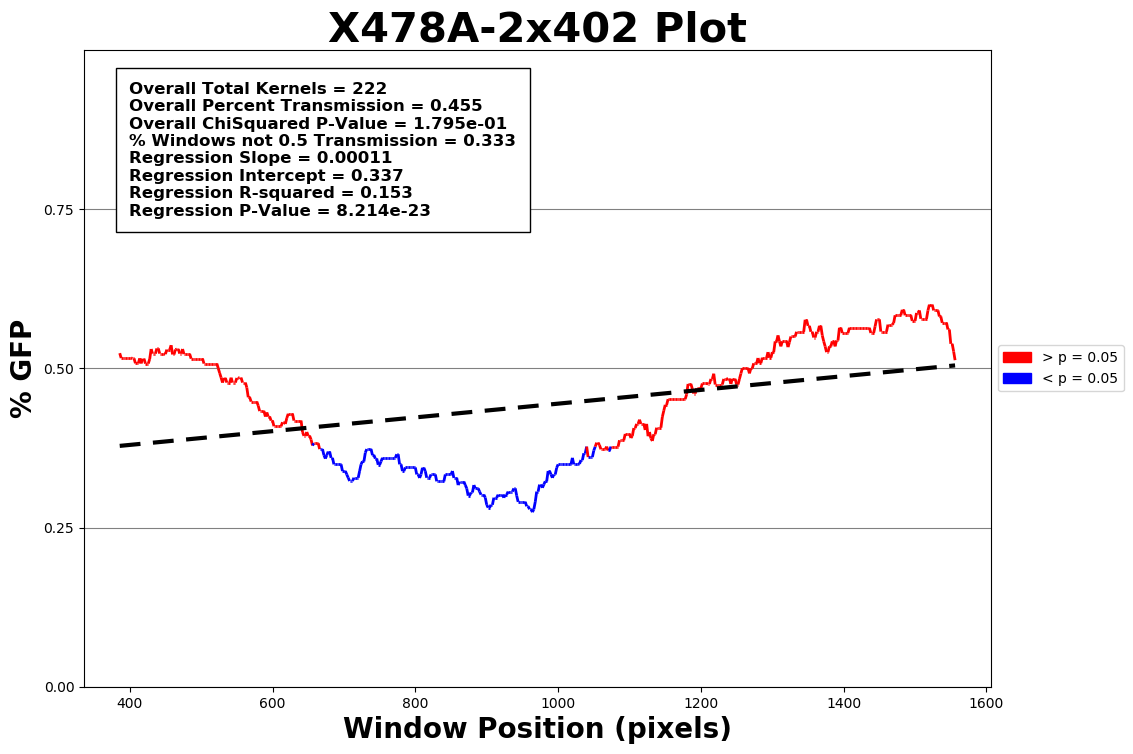 X478A-2x402 Plot
Overall Total Kernels = 222
Overall Percent Transmission = 0.455
Overall ChiSquared P-Value = 1.795e-01
% Windows not 0.5 Transmission = 0.333
Regression Slope = 0.00011
Regression Intercept = 0.337
Regression R-squared = 0.153
Regression P-Value = 8.214e-23
% GFP
0.75
0.50
0.25
0.00
> p = 0.05
< p = 0.05
400 600 800 1000 1200 1400 1600
Window Position (pixels)